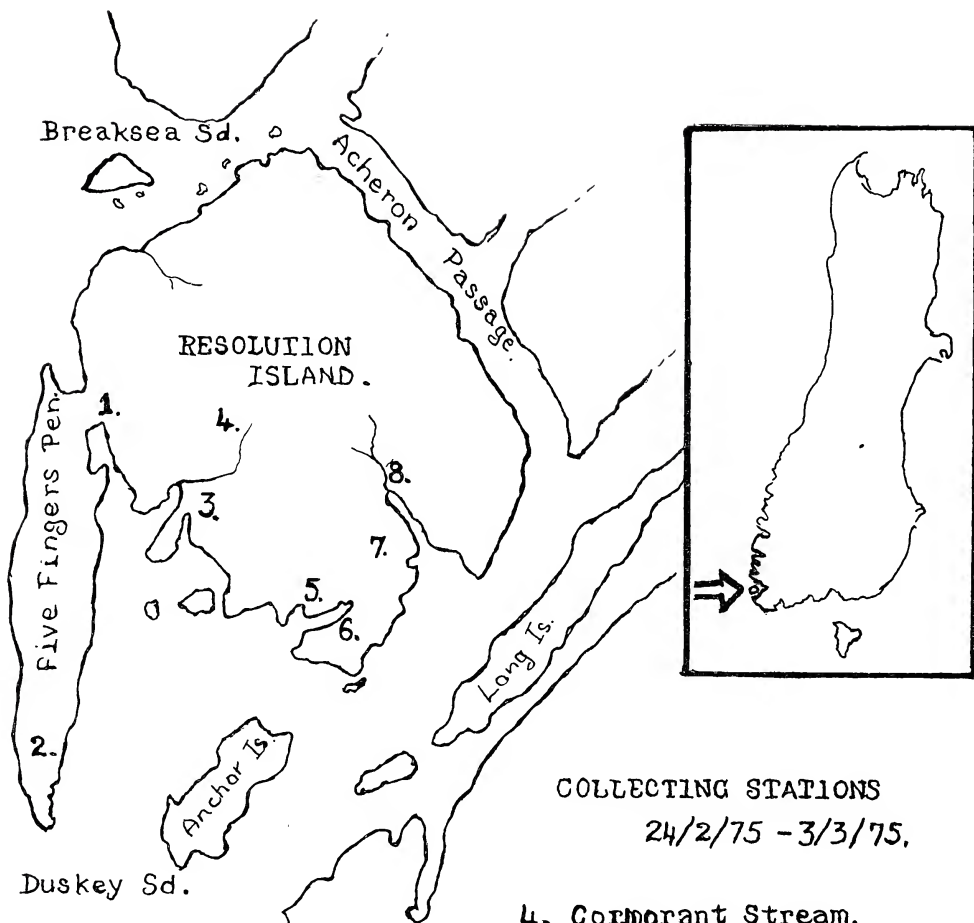 Breaksea Sd.
Acheron
Passage.
RESOLUTION
ISLAND.
1.
4.
Five Fingers Pen.
3.
8.
7.
5.
6.
Long Is.
2.
Anchor Is.
COLLECTING STATIONS
24/2/75 - 3/3/75.
Duskey Sd.
4. Cormorant Stream.